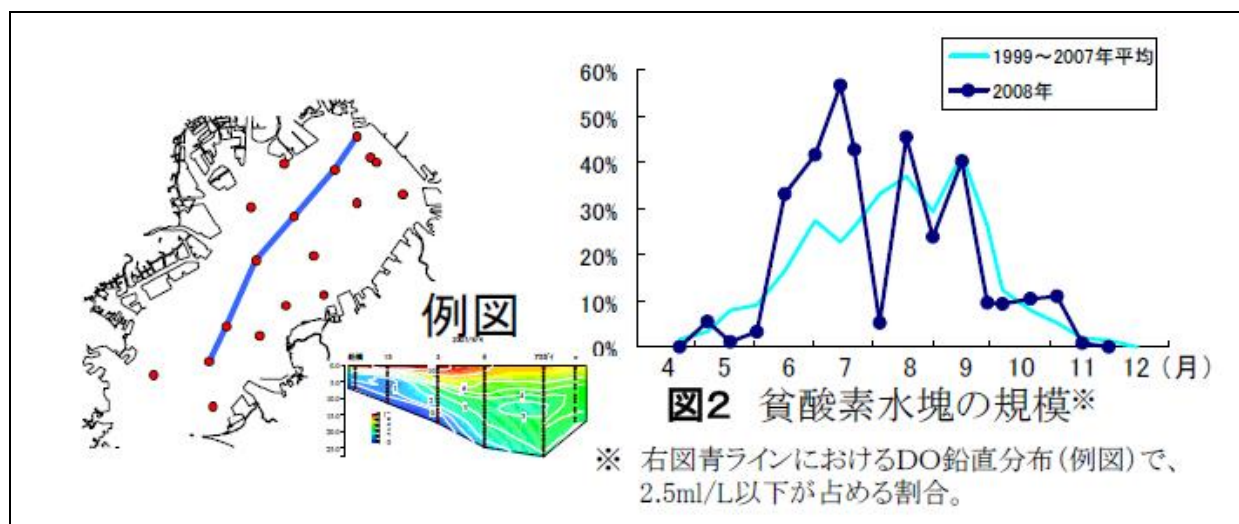 1999～2007年平均
2008年
60%
50%
40%
30%
20%
10%
0%
4 5 6 7 8 9 10 11 12 (月)
例図
図2 貧酸素水塊の規模※
※ 右図青ラインにおけるDO鉛直分布(例図)で、
2.5ml/L以下が占める割合。